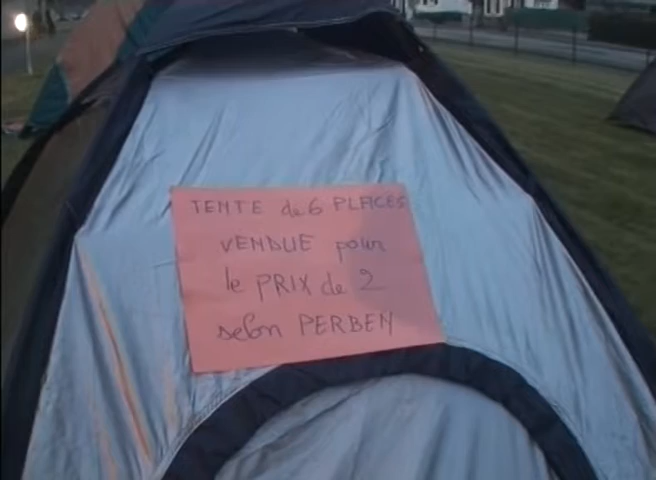 TENTE de 6 PLACES
VENDUE pour
le PRIX de 2
selon PERBEN